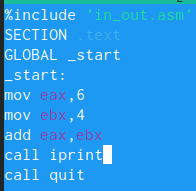 %include 'in_out.asm'
SECTION .text
GLOBAL _start
_start:
mov eax,6
mov ebx,4
add eax,ebx
call iprint
call quit